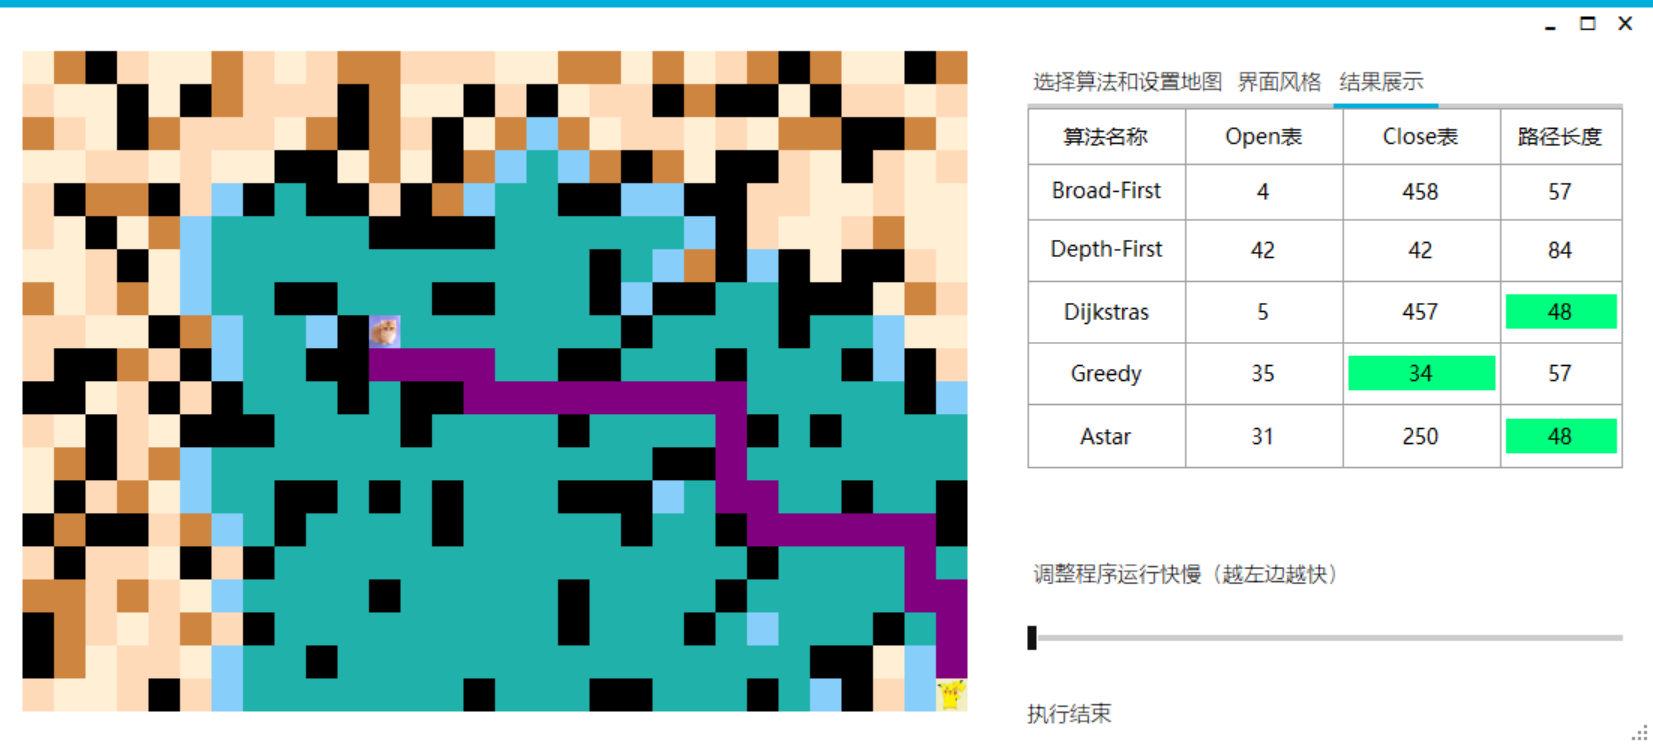 选择算法和设置地图 界面风格 结果展示
算法名称 Open表 Close表 路径长度
Broad-First 4 458 57
Depth-First 42 42 84
Dijkstras 5 457 48
Greedy 35 34 57
Astar 31 250 48
调整程序运行快慢（越左边越快）
执行结束